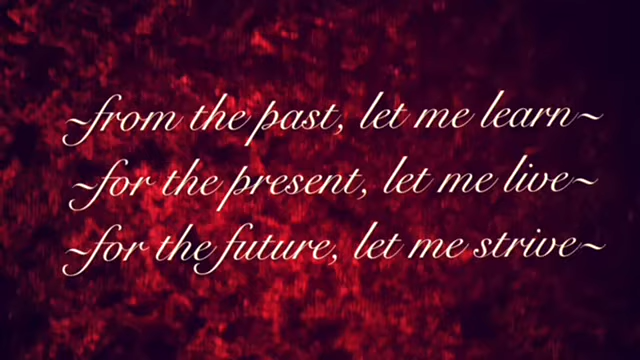 ~from the past, let me learn~
~for the present, let me live~
~for the future, let me strive~